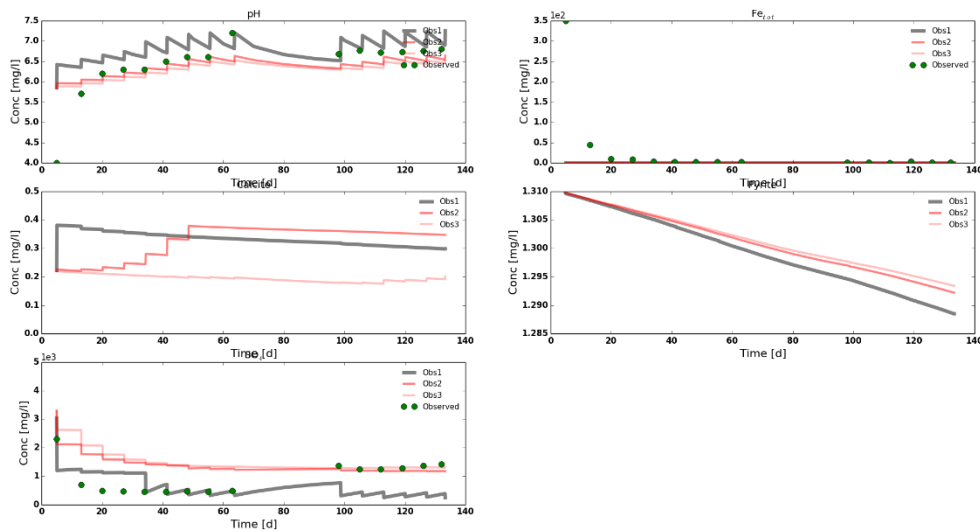 pH
Fe_tot
Conc [mg/l]
7.5
7.0
6.5
6.0
5.5
5.0
4.5
4.0
0 20 40 60 80 100 120 140
Time [d]
Obs1
Obs2
Obs3
Observed
1e2
Conc [mg/l]
3.5
3.0
2.5
2.0
1.5
1.0
0.5
0.0
0 20 40 60 80 100 120 140
Time [d]
Obs1
Obs2
Obs3
Observed
Calcite
Conc [mg/l]
0.5
0.4
0.3
0.2
0.1
0.0
0 20 40 60 80 100 120 140
Time [d]
Obs1
Obs2
Obs3
Pyrite
Conc [mg/l]
1.310
1.305
1.300
1.295
1.290
1.285
0 20 40 60 80 100 120 140
Time [d]
Obs1
Obs2
Obs3
1e3
Conc [mg/l]
5
4
3
2
1
0
0 20 40 60 80 100 120 140
Time [d]
Obs1
Obs2
Obs3
Observed